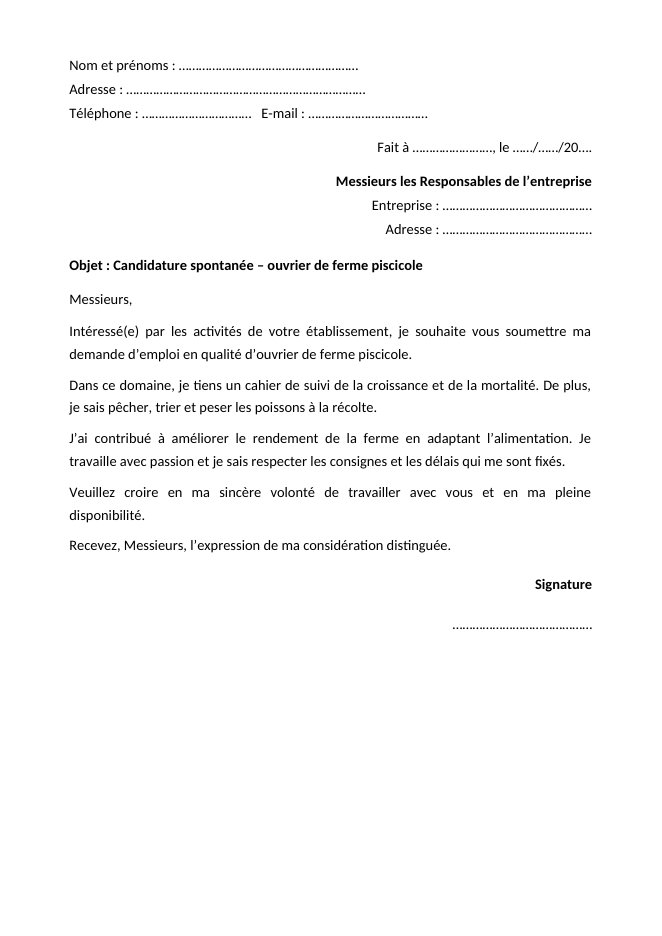 Nom et prénoms : ………………………………………………
Adresse : ………………………………………………………………
Téléphone : …………………………… E-mail : ………………………………
Fait à ……………………, le ……/……/20….
Messieurs les Responsables de l’entreprise
Entreprise : ………………………………………
Adresse : ………………………………………
Objet : Candidature spontanée – ouvrier de ferme piscicole
Messieurs,
Intéressé(e) par les activités de votre établissement, je souhaite vous soumettre ma
demande d’emploi en qualité d’ouvrier de ferme piscicole.
Dans ce domaine, je tiens un cahier de suivi de la croissance et de la mortalité. De plus,
je sais pêcher, trier et peser les poissons à la récolte.
J’ai contribué à améliorer le rendement de la ferme en adaptant l’alimentation. Je
travaille avec passion et je sais respecter les consignes et les délais qui me sont fixés.
Veuillez croire en ma sincère volonté de travailler avec vous et en ma pleine
disponibilité.
Recevez, Messieurs, l’expression de ma considération distinguée.
Signature
……………………………………